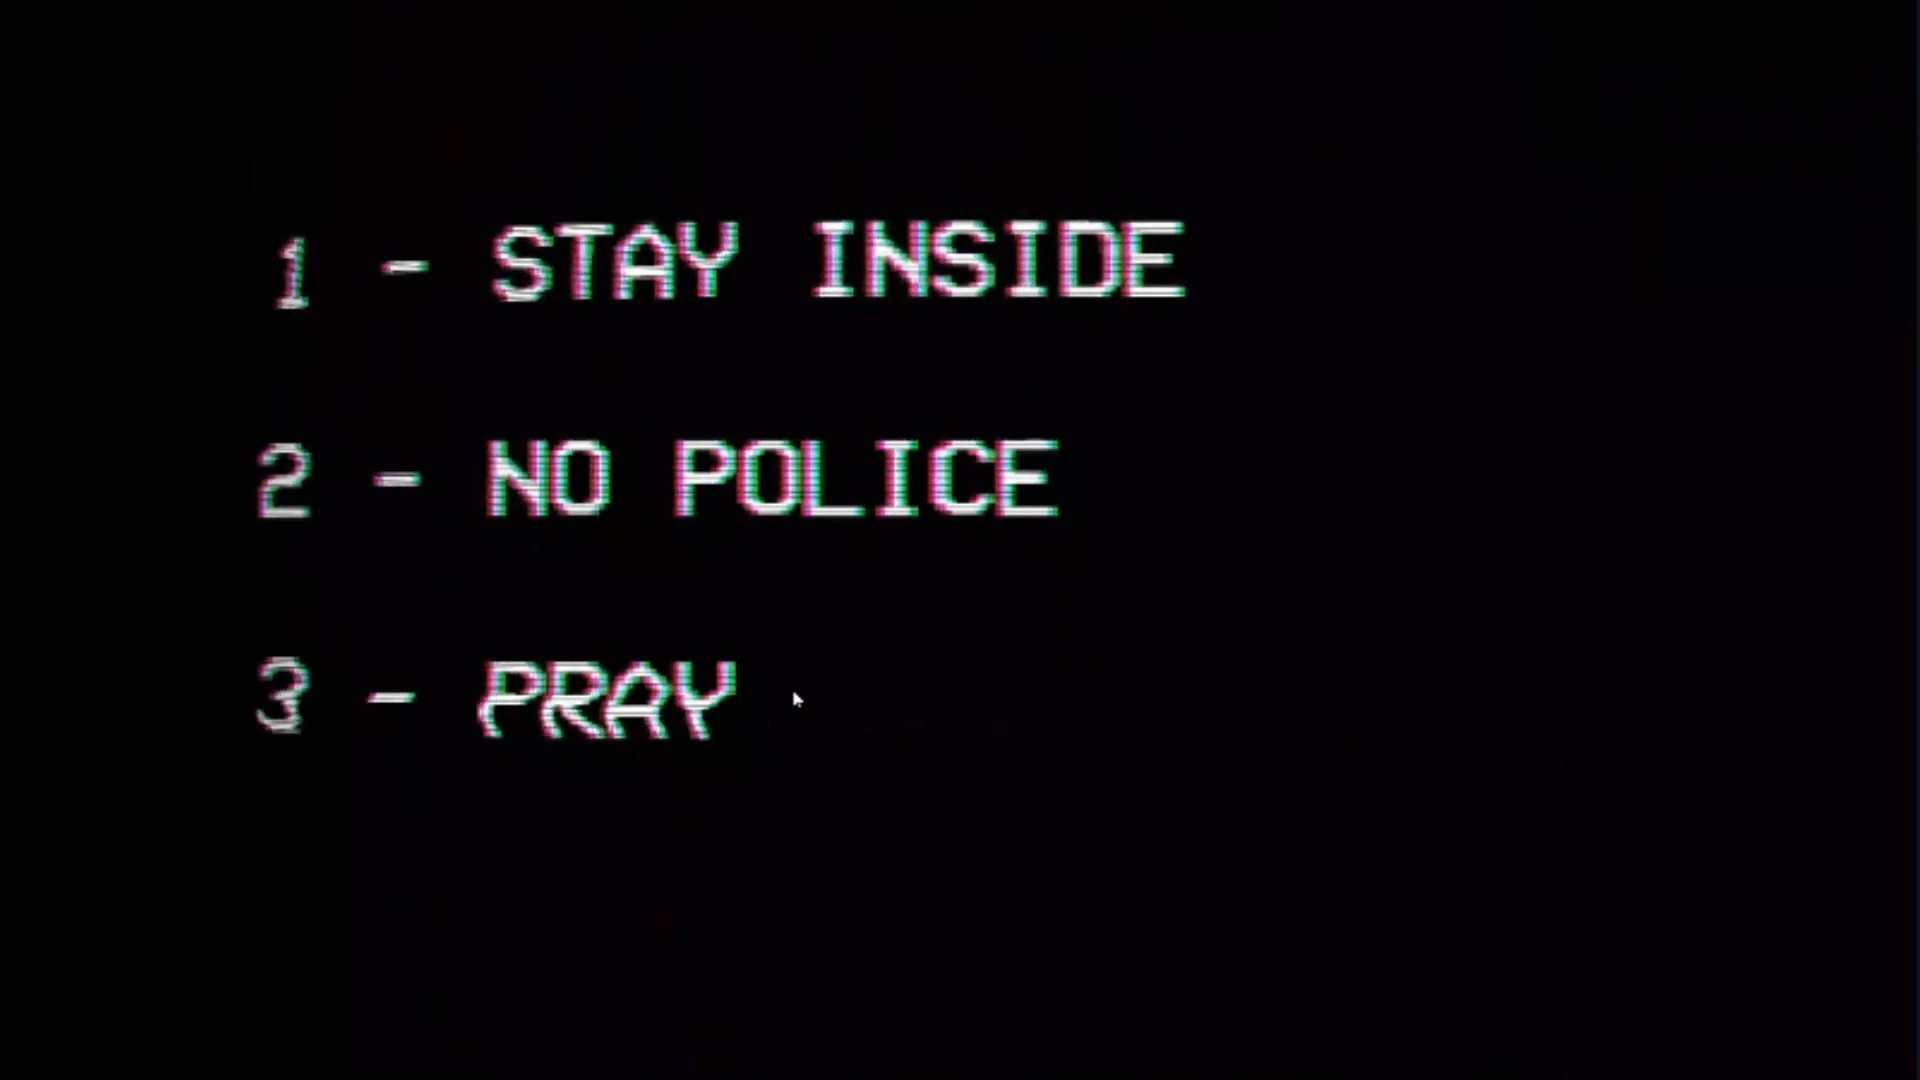 1 - STAY INSIDE
2 - NO POLICE
3 - PRAY